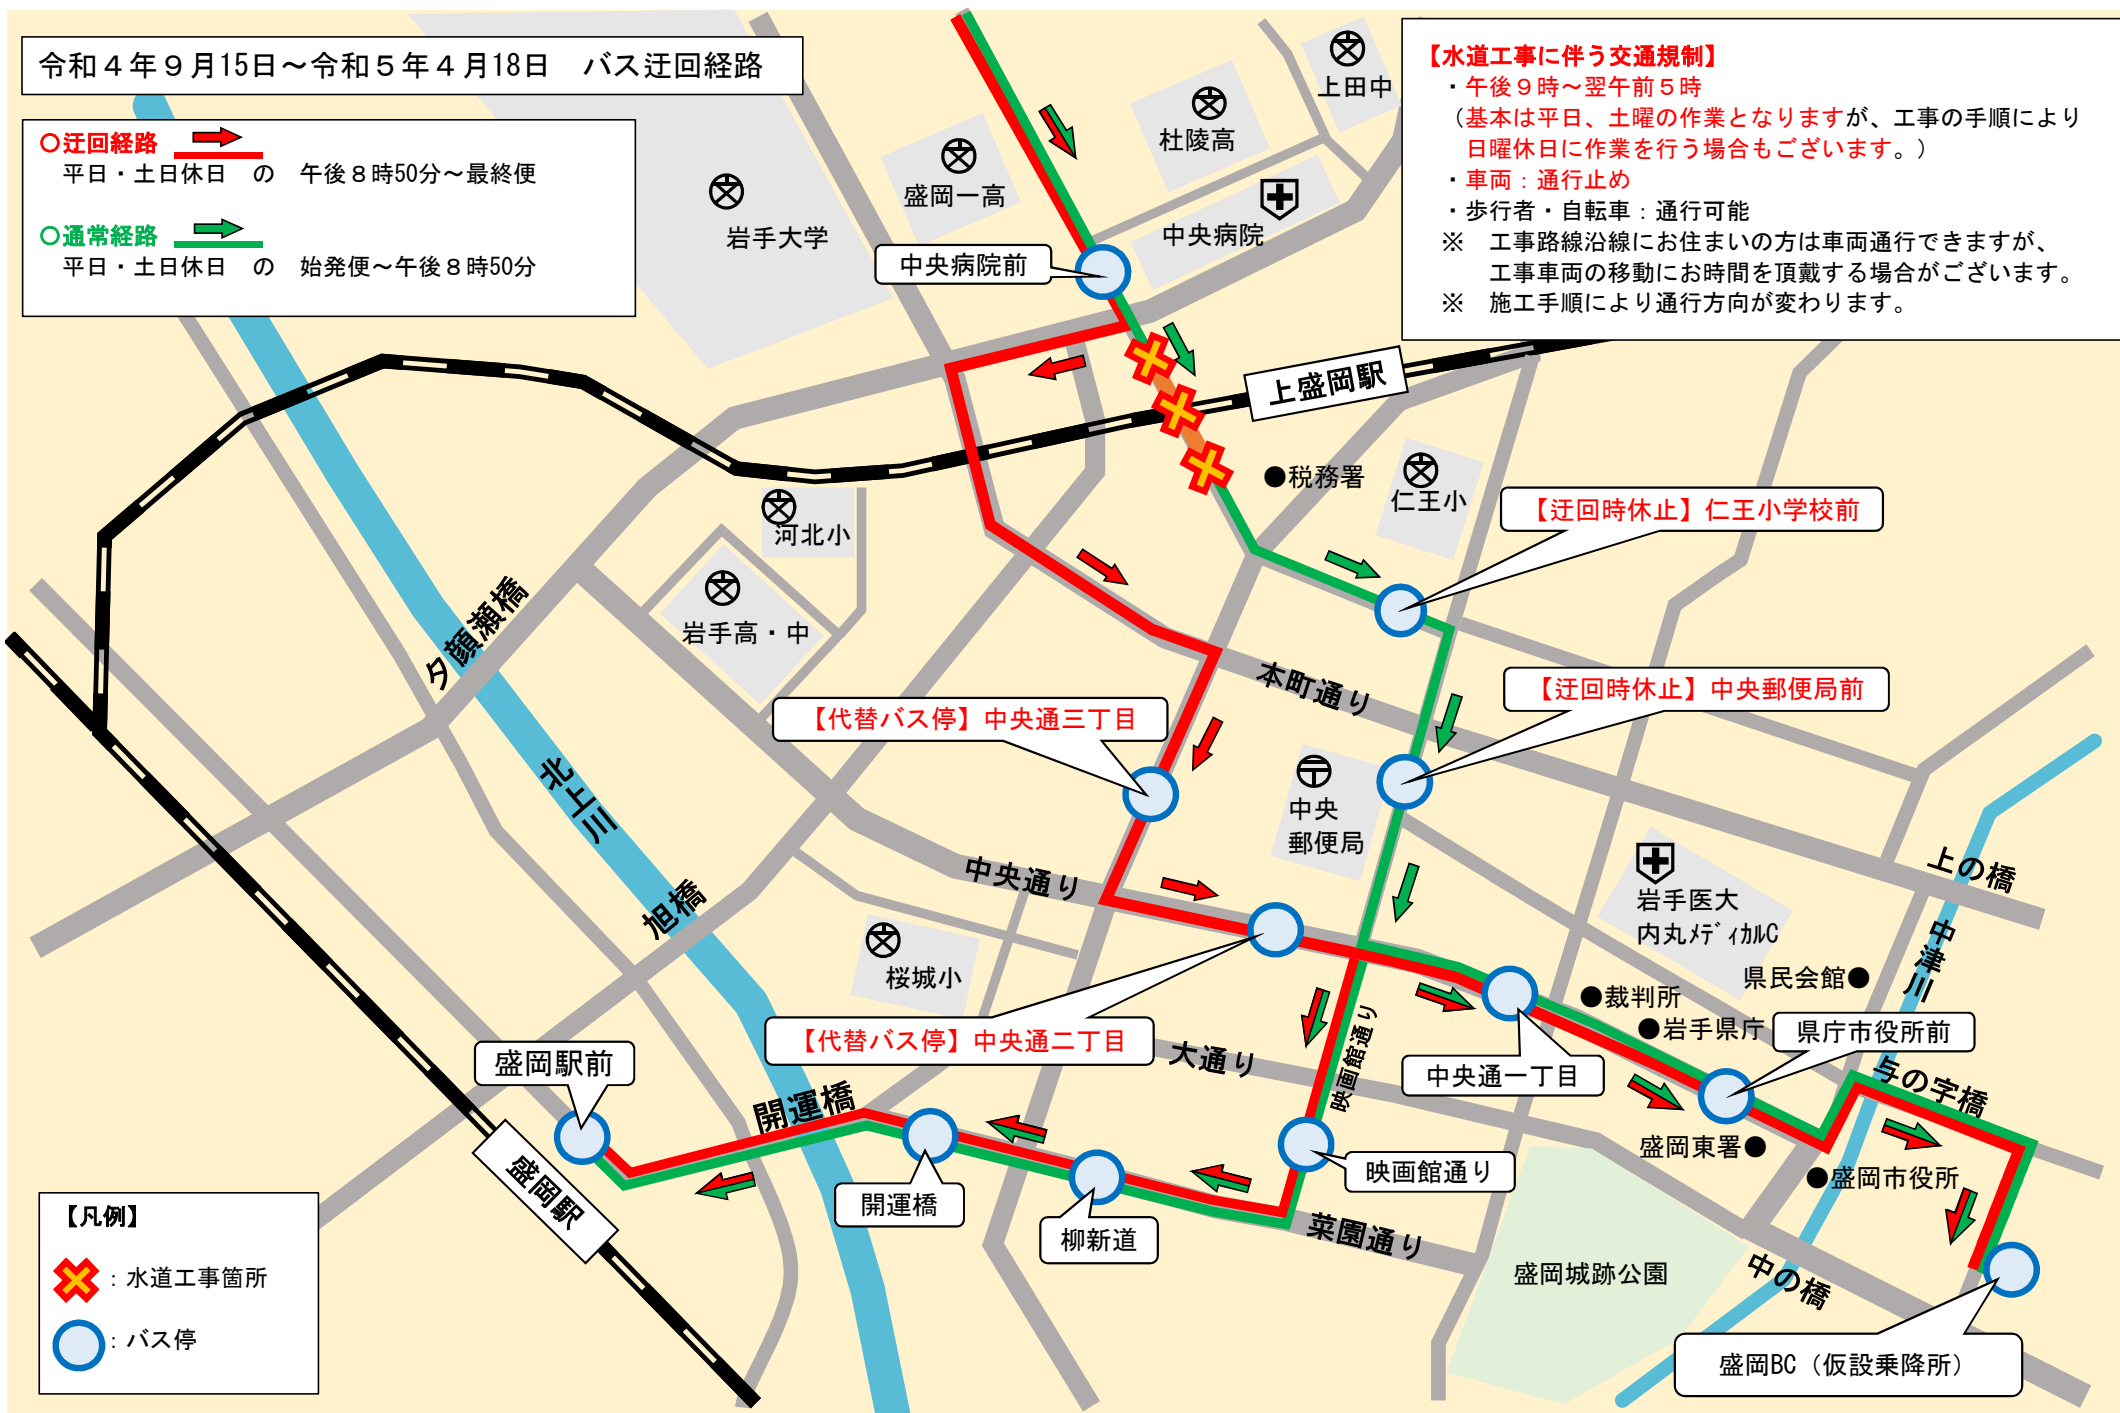 令和４年９月15日～令和５年４月18日　バス迂回経路
○迂回経路
平日・土日休日　の　午後８時50分～最終便
○通常経路
平日・土日休日　の　始発便～午後８時50分
【水道工事に伴う交通規制】
・午後９時～翌午前５時
（基本は平日、土曜の作業となりますが、工事の手順により
日曜休日に作業を行う場合もございます。）
・車両：通行止め
・歩行者・自転車：通行可能
※　工事路線沿線にお住まいの方は車両通行できますが、
工事車両の移動にお時間を頂戴する場合がございます。
※　施工手順により通行方向が変わります。
上田中
杜陵高
盛岡一高
岩手大学
中央病院
中央病院前
上盛岡駅
●税務署
仁王小
【迂回時休止】仁王小学校前
河北小
岩手高・中
夕顔瀬橋
本町通り
【迂回時休止】中央郵便局前
【代替バス停】中央通三丁目
北上川
中央
郵便局
中央通り
旭橋
上の橋
岩手医大
内丸ﾒﾃﾞｨｶﾙC
中津川
桜城小
県民会館●
●裁判所
●岩手県庁
県庁市役所前
【代替バス停】中央通二丁目
大通り
映画館通り
中央通一丁目
与の字橋
盛岡駅前
開運橋
盛岡東署●
●盛岡市役所
映画館通り
盛岡駅
開運橋
柳新道
菜園通り
盛岡城跡公園
中の橋
盛岡BC（仮設乗降所）
【凡例】
：水道工事箇所
：バス停